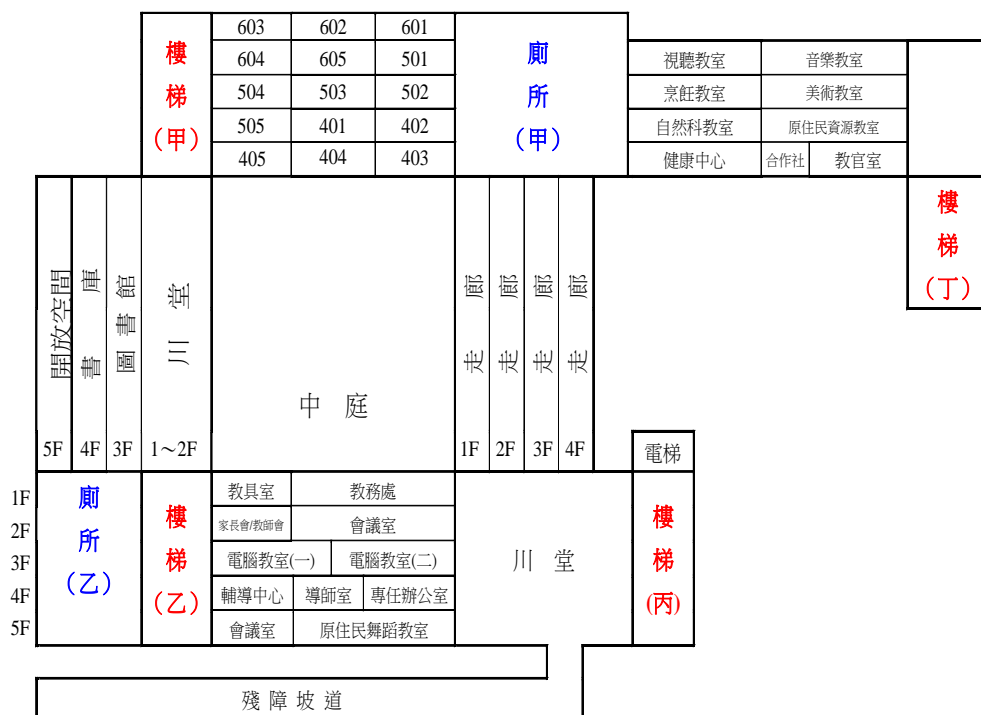 603 602 601
604 605 501
504 503 502
505 401 402
405 404 403
樓梯(甲)
廁所(甲)
視聽教室 音樂教室
烹飪教室 美術教室
自然科教室 原住民資源教室
健康中心 合作社 教官室
樓梯(丁)
開放空間 5F
書庫 4F
圖書館 3F
川堂 1～2F
中庭
走廊 1F
走廊 2F
走廊 3F
走廊 4F
電梯
1F
2F
3F
4F
5F
廁所(乙)
樓梯(乙)
教具室 教務處
家長會/教師會 會議室
電腦教室(一) 電腦教室(二)
輔導中心 導師室 專任辦公室
會議室 原住民舞蹈教室
川堂
樓梯(丙)
殘障坡道